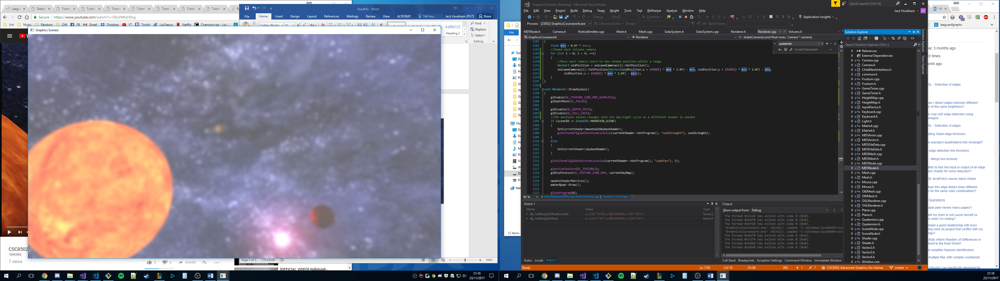 Leagu
Skelet
Tutoria
Tutori
Tutori
Tutori
Tutori
Tutori
Tutori
Tutori
Jack
Secure
https://www.youtube.com/watch?v=D6cVMhjHEhg
Uni
Music
Random
OW
FB
Gmail
Dropbox
YT
Twitch
LoLNexus
Netflix
Champion.gg - LoL C
ReadMe - Word
File
Home
Insert
Design
Layout
References
Mailings
Review
View
ACROBAT
Tell me...
Jack Hookham (PGT)
Share
Calibri (Body)
12
AaBbCcD
Heading 2
Find
Replace
Select
Editing
Graphics Scenes!
CSC8502
Unlisted
7 views
0
0
SHARE
[OFFICIAL VIDEO] Hallelujah -
Page 5 of 5
179 words
100%
File
Quic
This
Net
12 items
GraphicsTutorials (Running) - Microsoft Visual Studio
Quick Launch (Ctrl+Q)
File
Edit
View
Project
Build
Debug
Team
Nsight
Tools
Test
ReSharper
Analyze
Window
Help
Jack Hookham (PGT)
JH
Debug
Win32
Continue
Application Insights
Process:
[25852] GraphicsCoursework.exe
Lifecycle Events
Thread:
Stack Frame:
MD5Node.h
Camera.h
ParticleEmitter.cpp
Mesh.h
Mesh.cpp
SolarSystem.h
SolarSystem.cpp
Renderer.h
Renderer.cpp
Volcano.h
GraphicsCoursework
Renderer
shakeCamera(const float msec, Camera * camera)
updateHel
Aa
Current Document
1185 {
1186 float min = 0.8f * msec;
1187 //Shake each volcano camera
1188 for (int i = 0; i < 4; ++i)
1189 {
1190 //Move each camera coord to new random position within a range
1191 Vector3 oldPosition = volcanoCameras[i]->GetPosition();
1192 volcanoCameras[i]->SetPosition(Vector3(oldPosition.x + (RAND() * min * 2.0f) - min, oldPosition.y + (RAND() * min * 2.0f) - min,
1193 oldPosition.z + (RAND() * min * 2.0f) - min));
1194 }
1195 }
1196
1197 void Renderer::DrawSkybox()
1198 {
1199 glEnable(GL_TEXTURE_CUBE_MAP_SEAMLESS);
1200 glDepthMask(GL_FALSE);
1201
1202 glDisable(GL_DEPTH_TEST);
1203 glDisable(GL_CULL_FACE);
1204 //The mountain skybox changes with the day/night cycle so a different shader is needed
1205 if (sceneID == SceneID::MOUNTAIN_SCENE)
1206 {
1207 SetCurrentShader(mountainSkyboxShader);
1208 glUniform1f(glGetUniformLocation(currentShader->GetProgram(), "sunStrength"), sunStrength);
1209 }
1210 else
1211 {
1212 SetCurrentShader(skyboxShader);
1213 }
1214
1215 glUniform1i(glGetUniformLocation(currentShader->GetProgram(), "cubeTex"), 3);
1216
1217 glActiveTexture(GL_TEXTURE3);
1218 glBindTexture(GL_TEXTURE_CUBE_MAP, currentSkyMap);
1219
1220 UpdateShaderMatrices();
1221 waterQuad->Draw();
1222
1223 glUseProgram(0);
90 %
Jack Hookham (PGT), Less than 5 minutes ago | 2 authors, 74 changes
Watch 1
Name
Value
Type
hellKnightOffsetSmooth
{x=2297.79199 y=960.000000 z=1497.79211 }
Vector3
hellKnightOffset
{x=2329.77417 y=960.000000 z=1529.77417 }
Vector3
Autos
Locals
Watch 1
Output
Show output from:
Debug
The thread 0x7e28 has exited with code 0 (0x0).
The thread 0x6470 has exited with code 0 (0x0).
The thread 0x6f18 has exited with code 0 (0x0).
'GraphicsCoursework.exe' (Win32): Loaded 'C:\Windows\SysWOW64\nvs
'GraphicsCoursework.exe' (Win32): Loaded 'C:\Windows\SysWOW64\win
The thread 0x6e78 has exited with code 0 (0x0).
The thread 0x7274 has exited with code 0 (0x0).
The thread 0x56b4 has exited with code 0 (0x0).
The thread 0x36d8 has exited with code 0 (0x0).
Call Stack
Breakpoints
Exception Settings
Command Window
Immediate Window
Ready
Ln 1192
Col 74
Ch 68
INS
1
7
CSC8502-Advanced-Graphics-for-Games
master
Solution Explorer
Search Solution Explorer (Ctrl+;)
References
External Dependencies
Camera.cpp
Camera.h
ChildMeshInterface.h
common.h
Frustum.cpp
Frustum.h
GameTimer.cpp
GameTimer.h
HeightMap.cpp
HeightMap.h
InputDevice.h
Keyboard.cpp
Keyboard.h
Light.h
Matrix4.cpp
Matrix4.h
MD5Anim.cpp
MD5Anim.h
MD5FileData.cpp
MD5FileData.h
MD5Mesh.cpp
MD5Mesh.h
MD5Node.cpp
MD5Node.h
Mesh.cpp
Mesh.h
Mouse.cpp
Mouse.h
OBJMesh.cpp
OBJMesh.h
OGLRenderer.cpp
OGLRenderer.h
Plane.cpp
Plane.h
Quaternion.cpp
Quaternion.h
SceneNode.cpp
SceneNode.h
Shader.cpp
Shader.h
Vector2.h
Vector3.h
Vector4.h
Window.cpp
Solution Explorer
Team Explorer
Jack
leagueofgraphs
ear, 5 months ago
10 times
onth ago
GL - Detection of edges
can I detect edges between different
rs of the same brightness?
to crop with edge-detection using
emagick
GL - Detection of edges
olling Sobel edge thickness
to unproject quadrilateral into rectangle?
edge detection line thickness
- Merge two textures
etter to blur the input or output of an edge
tion shader for noise reduction?
GL texelFetch causes black stripes
does this edge detect show different
s for the same color combinations?
Questions
ople peer-review many papers?
tell my mom to not cause herself so
s when I'm visiting?
intain a good relationship with boss
ning work on project that conflict with my
logy?
ctfully Inform Readers of Differences in
World to the Real World?
er amplifier features identification
multiple files with complex numbered
Wayne's car specifically designed for
21:10
23/11/2017
21:10
23/11/2017